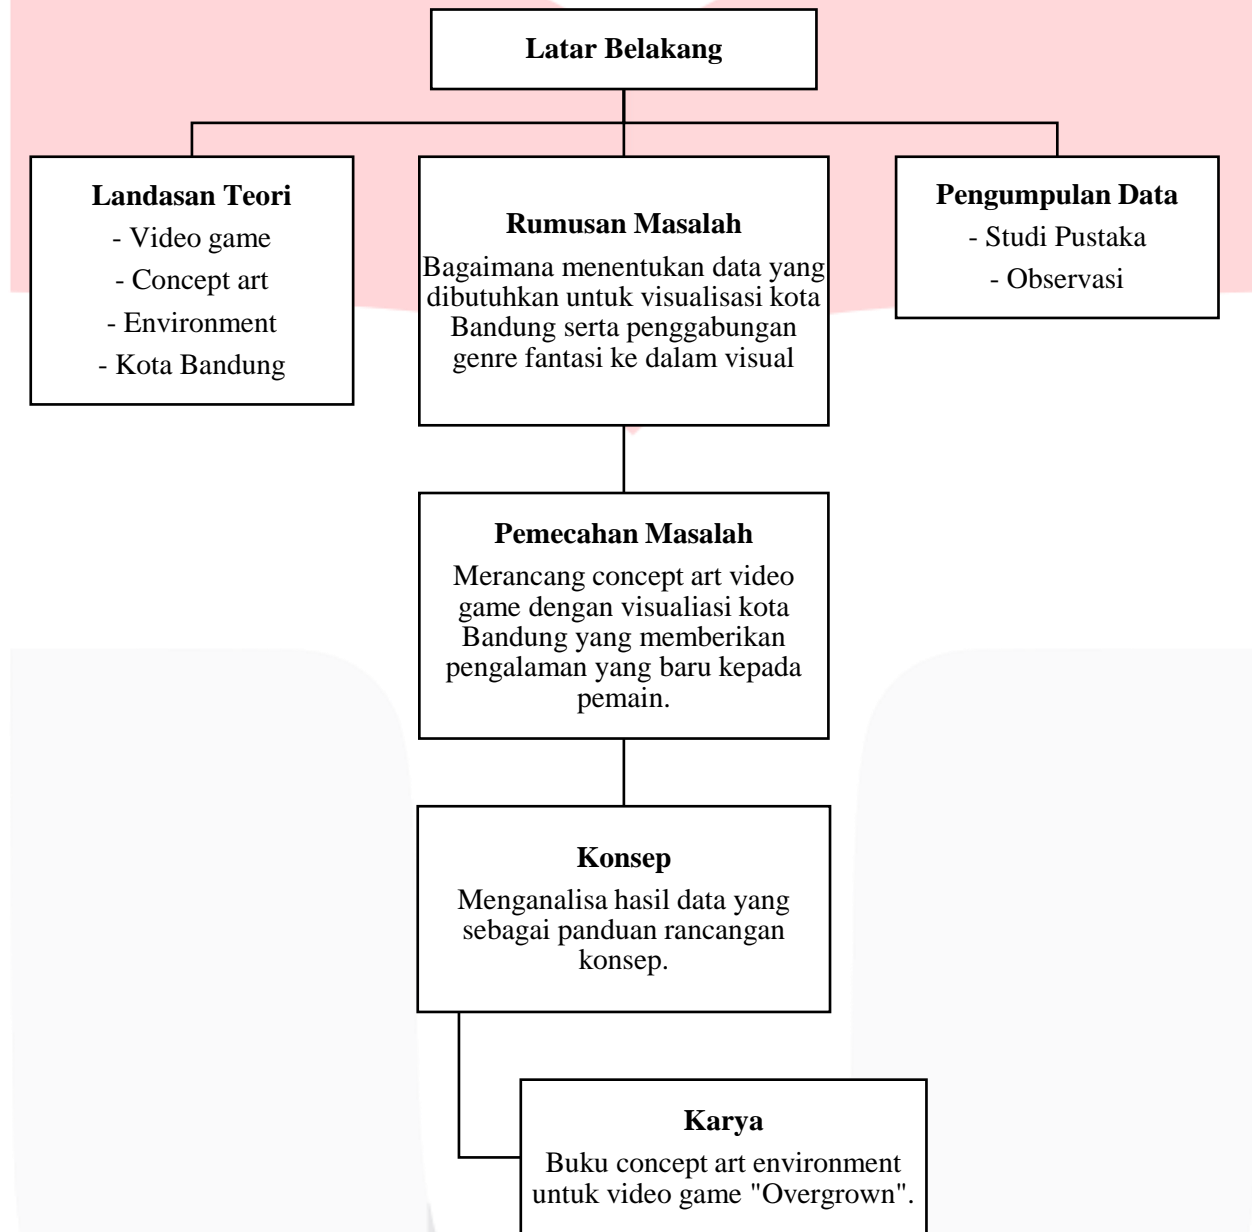 Latar Belakang
Landasan Teori
- Video game
- Concept art
- Environment
- Kota Bandung
Rumusan Masalah
Bagaimana menentukan data yang
dibutuhkan untuk visualisasi kota
Bandung serta penggabungan
genre fantasi ke dalam visual
Pengumpulan Data
- Studi Pustaka
- Observasi
Pemecahan Masalah
Merancang concept art video
game dengan visualiasi kota
Bandung yang memberikan
pengalaman yang baru kepada
pemain.
Konsep
Menganalisa hasil data yang
sebagai panduan rancangan
konsep.
Karya
Buku concept art environment
untuk video game "Overgrown".